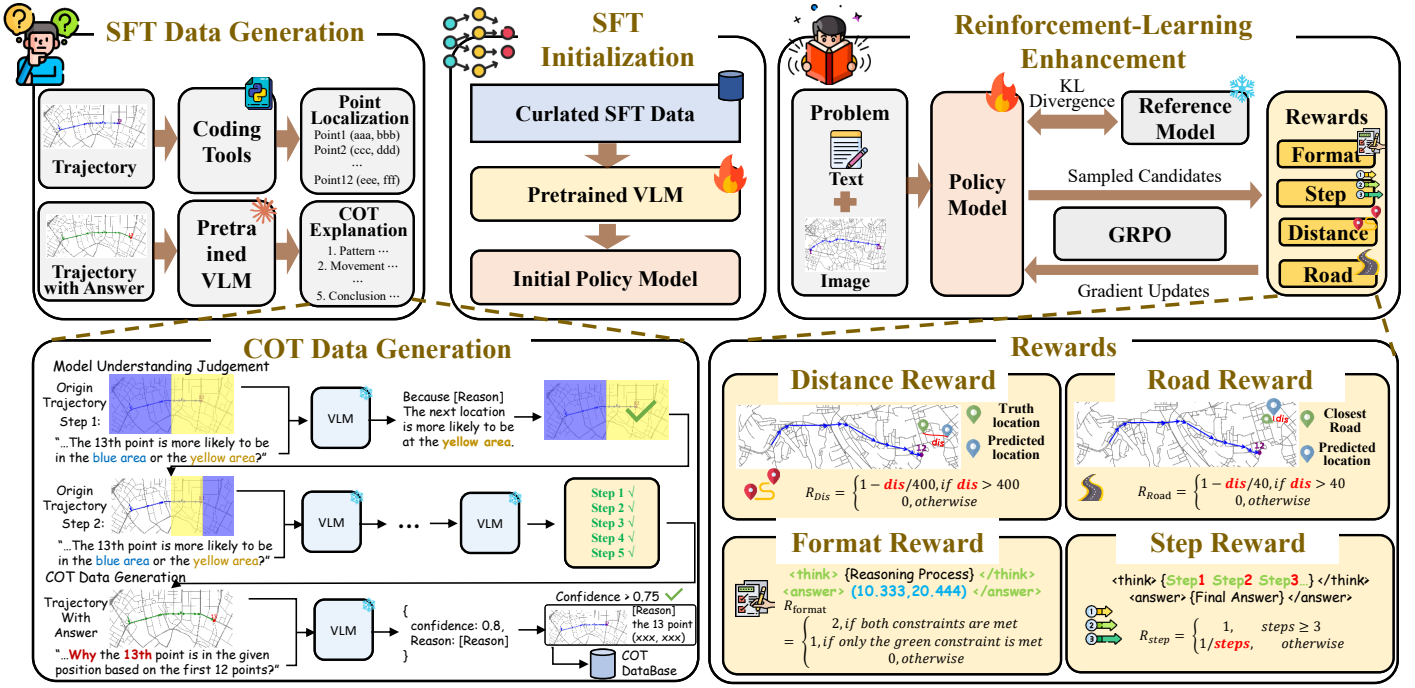 SFT Data Generation
Trajectory
Coding
Tools
Point
Localization
Point1 (aaa, bbb)
Point2 (ccc, ddd)
...
Point12 (eee, fff)
Trajectory
with Answer
Pretra
ined
VLM
COT
Explanation
1. Pattern ···
2. Movement ···
...
5. Conclusion ···
SFT
Initialization
Curlated SFT Data
Pretrained VLM
Initial Policy Model
Reinforcement-Learning
Enhancement
Problem
Text
Image
Policy
Model
KL
Divergence
Reference
Model
Sampled Candidates
GRPO
Gradient Updates
Rewards
Format
Step
Distance
Road
COT Data Generation
Model Understanding Judgement
Origin
Trajectory
Step 1:
VLM
Because [Reason]
The next location
is more likely to be
at the yellow area.
“...The 13th point is more likely to be
in the blue area or the yellow area?”
Origin
Trajectory
Step 2:
VLM
...
VLM
Step 1 √
Step 2 √
Step 3 √
Step 4 √
Step 5 √
“...The 13th point is more likely to be
in the blue area or the yellow area?”
COT Data Generation
Trajectory
With
Answer
VLM
{
confidence: 0.8,
Reason: [Reason]
}
Confidence > 0.75
[Reason]
the 13 point
(xxx, xxx)
COT
DataBase
“...Why the 13th point is in the given
position based on the first 12 points?”
Rewards
Distance Reward
12
dis
Truth
location
Predicted
location
R_Dis = { 1 − dis/400, if dis > 400
0, otherwise
Road Reward
12
dis
Closest
Road
Predicted
location
R_Road = { 1 − dis/40, if dis > 40
0, otherwise
Format Reward
<think> {Reasoning Process} </think>
<answer> (10.333,20.444) </answer>
R_format
= { 2, if both constraints are met
1, if only the green constraint is met
0, otherwise
Step Reward
<think> {Step1 Step2 Step3...} </think>
<answer> {Final Answer} </answer>
1
2
3
R_step = { 1, steps ≥ 3
1/steps, otherwise